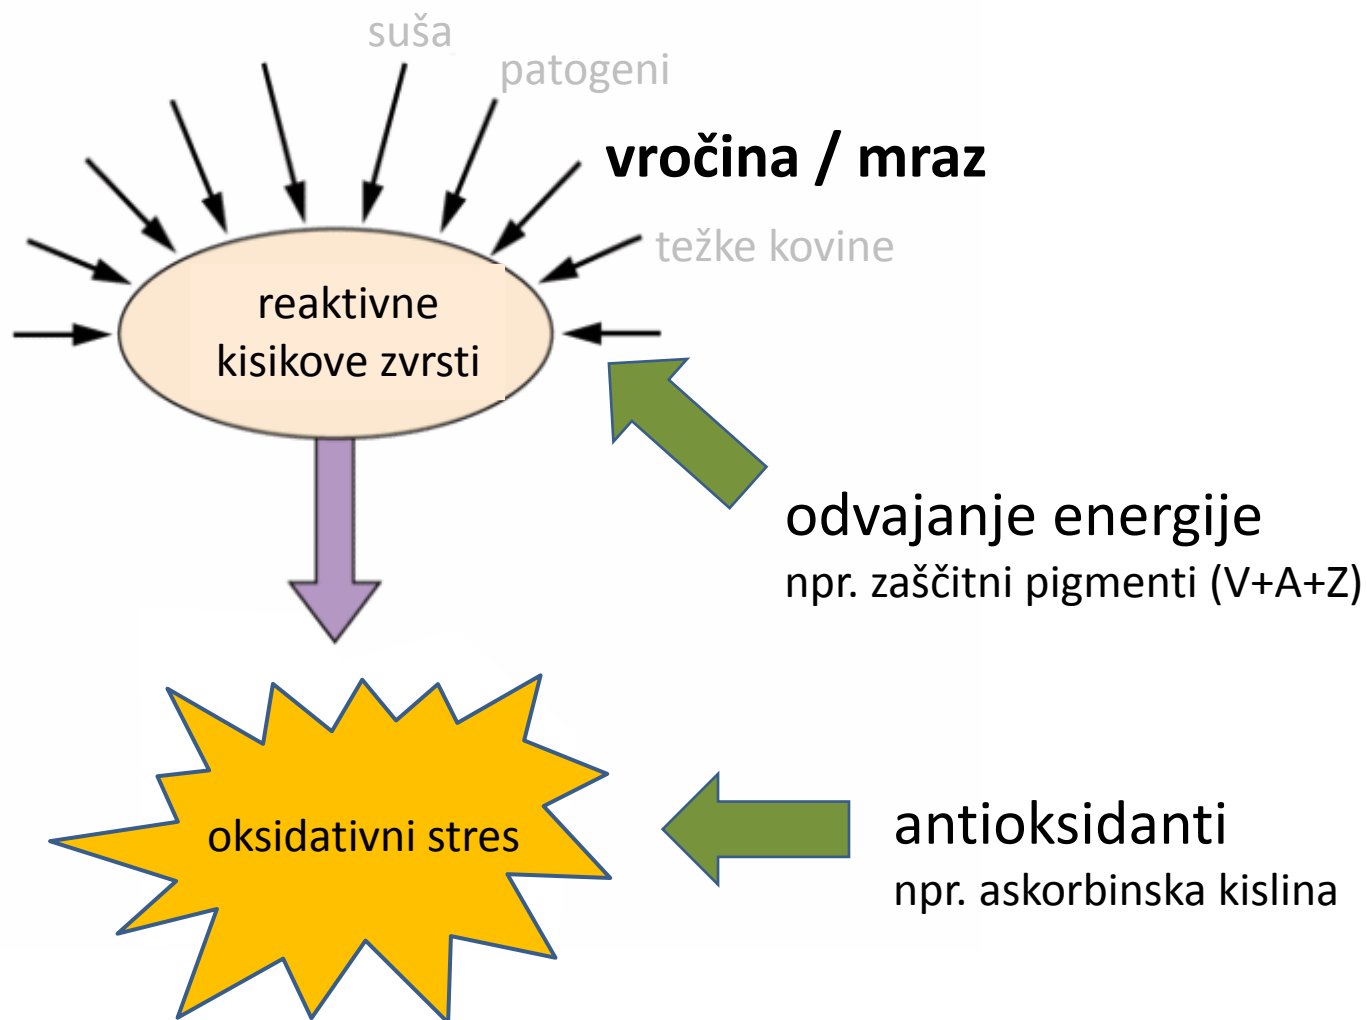 suša
patogeni
vročina / mraz
težke kovine
reaktivne
kisikove zvrsti
odvajanje energije
npr. zaščitni pigmenti (V+A+Z)
oksidativni stres
antioksidanti
npr. askorbinska kislina